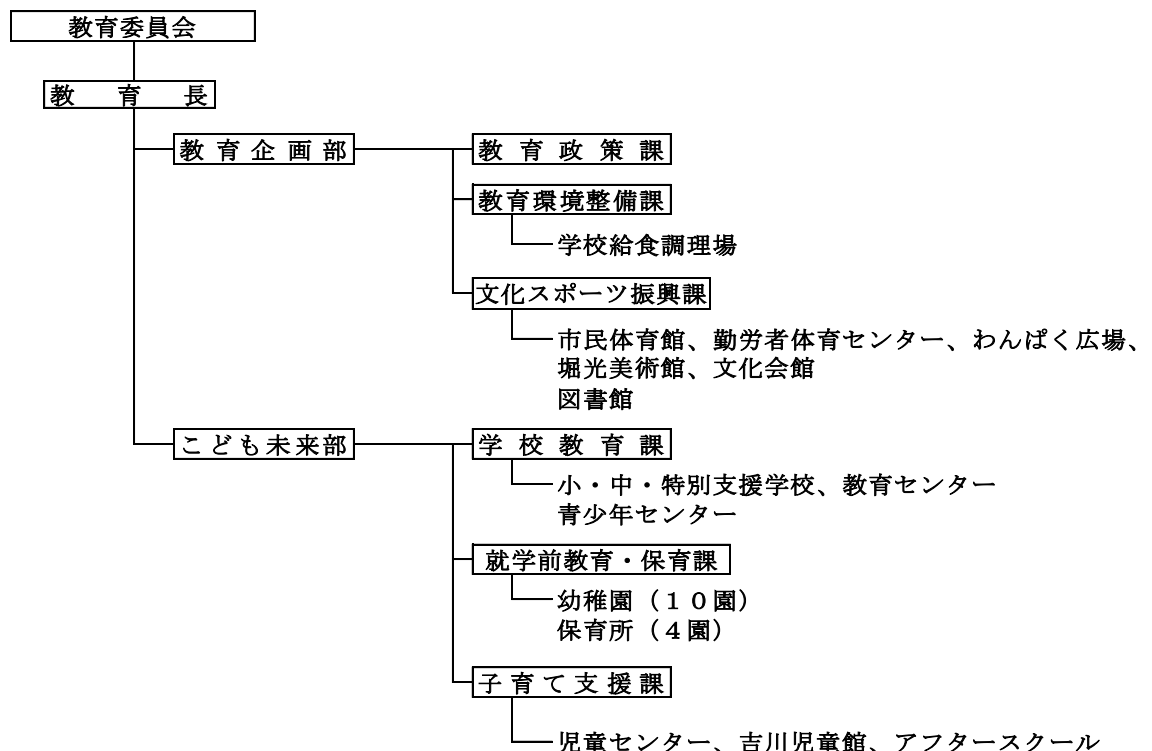 教育委員会
教育長
教育企画部
教育政策課
教育環境整備課
学校給食調理場
文化スポーツ振興課
市民体育館、勤労者体育センター、わんぱく広場、
堀光美術館、文化会館
図書館
こども未来部
学校教育課
小・中・特別支援学校、教育センター
青少年センター
就学前教育・保育課
幼稚園（１０園）
保育所（４園）
子育て支援課
児童センター、吉川児童館、アフタースクール